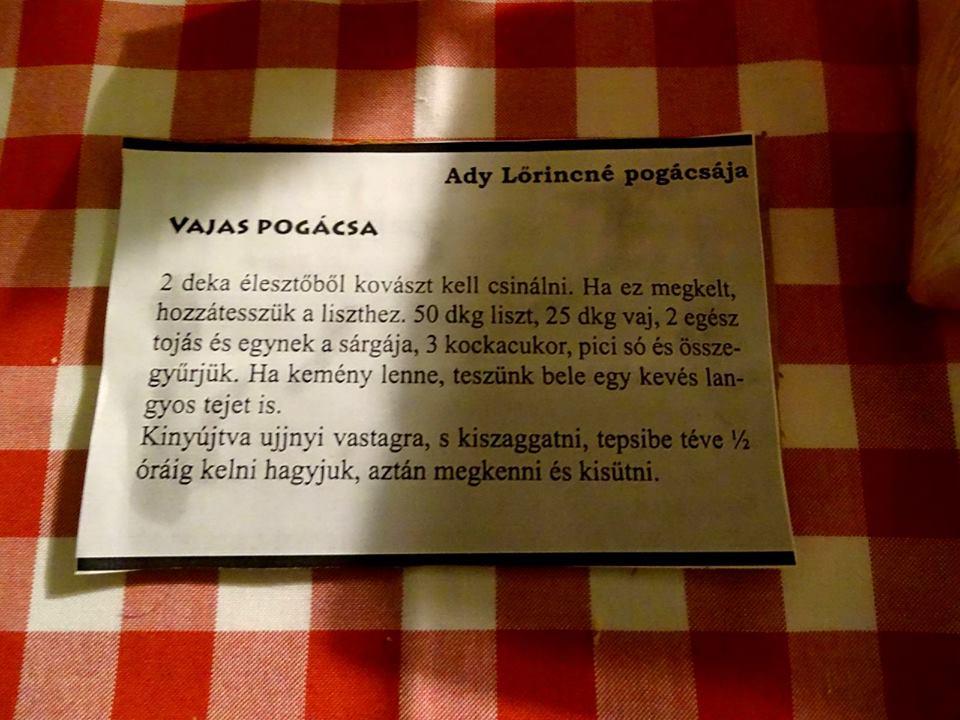 Ady Lőrincné pogácsája
VAJAS POGÁCSA
2 deka élesztőből kovászt kell csinálni. Ha ez megkelt,
hozzátesszük a liszthez. 50 dkg liszt, 25 dkg vaj, 2 egész
tojás és egynek a sárgája, 3 kockacukor, pici só és össze-
gyűrjük. Ha kemény lenne, teszünk bele egy kevés lan-
gyos tejet is.
Kinyújtva ujjnyi vastagra, s kiszaggatni, tepsibe téve ½
óráig kelni hagyjuk, aztán megkenni és kisütni.